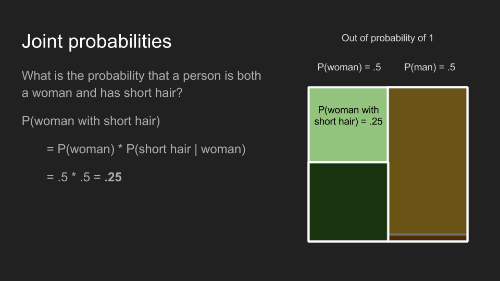 Joint probabilities
What is the probability that a person is both
a woman and has short hair?
P(woman with short hair)
= P(woman) * P(short hair | woman)
= .5 * .5 = .25
Out of probability of 1
P(woman) = .5
P(man) = .5
P(woman with
short hair) = .25